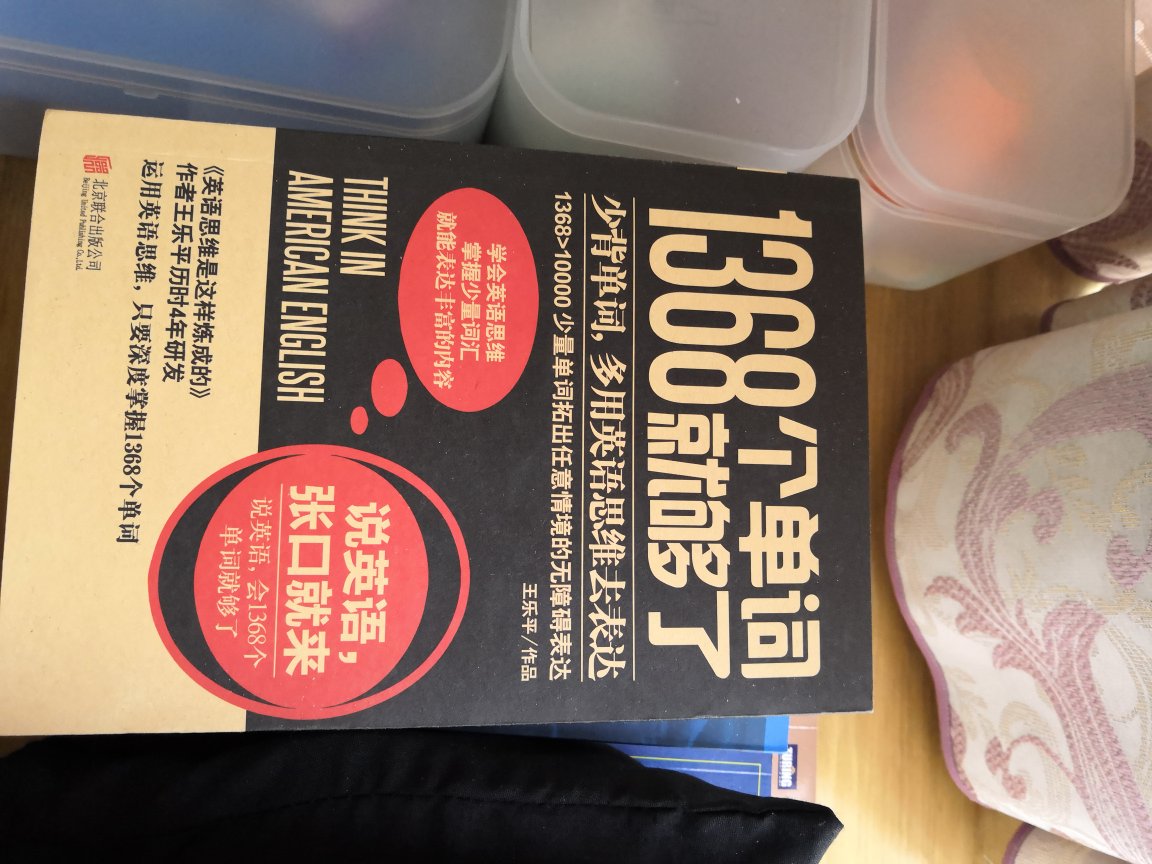 1368个单词
就够了
少背单词，多用英语思维去表达
1368>10000 少量单词拓出任意情境的无障碍表达
王乐平/作品
学会英语思维
掌握少量词汇
就能表达丰富的内容
THINK IN
AMERICAN ENGLISH
说英语，
张口就来
说英语，会1368个
单词就够了
《英语思维是这样炼成的》
作者王乐平历时4年研发
运用英语思维，只要深度掌握1368个单词
北京联合出版公司
Beijing United Publishing Co.,Ltd.
TURING